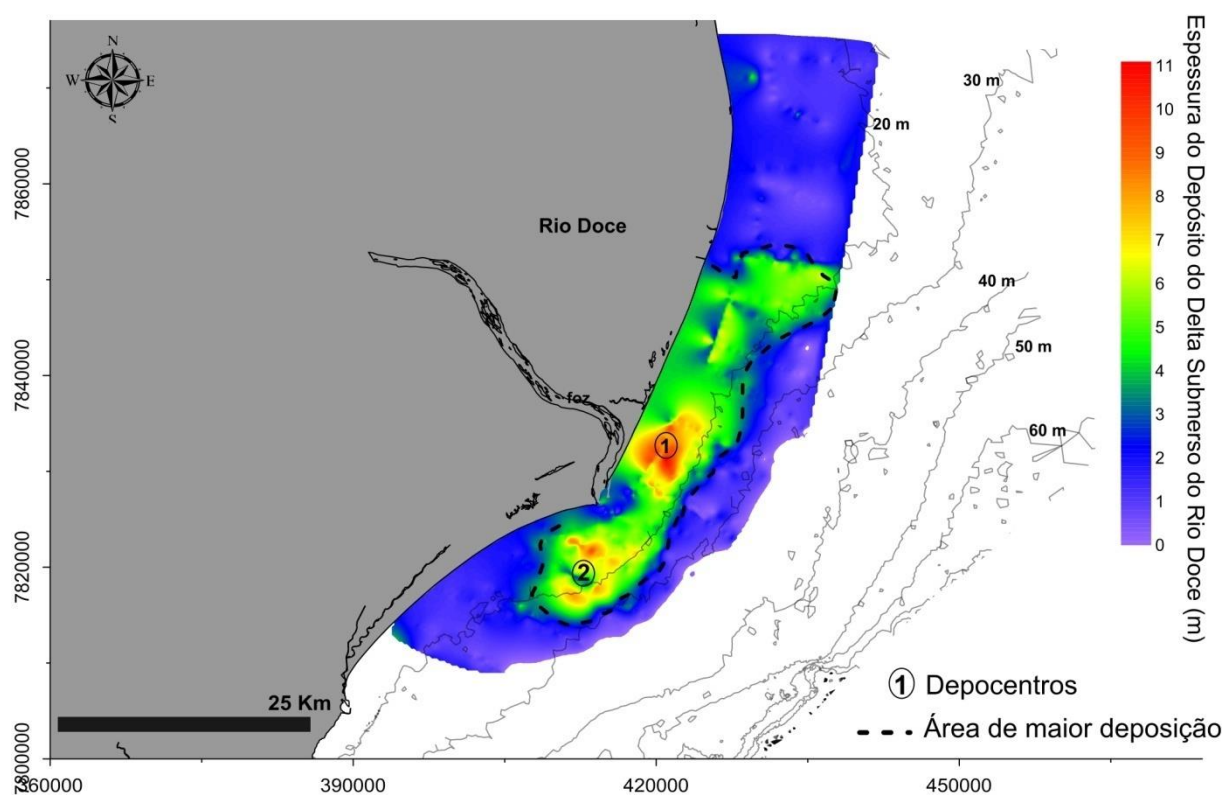 N
W
E
S
30 m
20 m
Rio Doce
40 m
50 m
foz
60 m
1
2
25 Km
1 Depocentros
Área de maior deposição
7860000
7840000
7820000
7800000
360000
390000
420000
450000
11
10
9
8
7
6
5
4
3
2
1
0
Espessura do Depósito do Delta Submerso do Rio Doce (m)